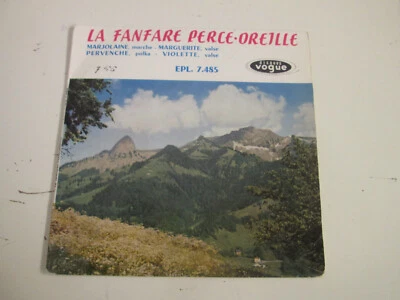 LA FANFARE PERCE-OREILLE
MARJOLAINE, marche - MARGUERITE, valse
PERVENCHE, polka - VIOLETTE, valse
DISQUES
vogue
EPL. 7.485